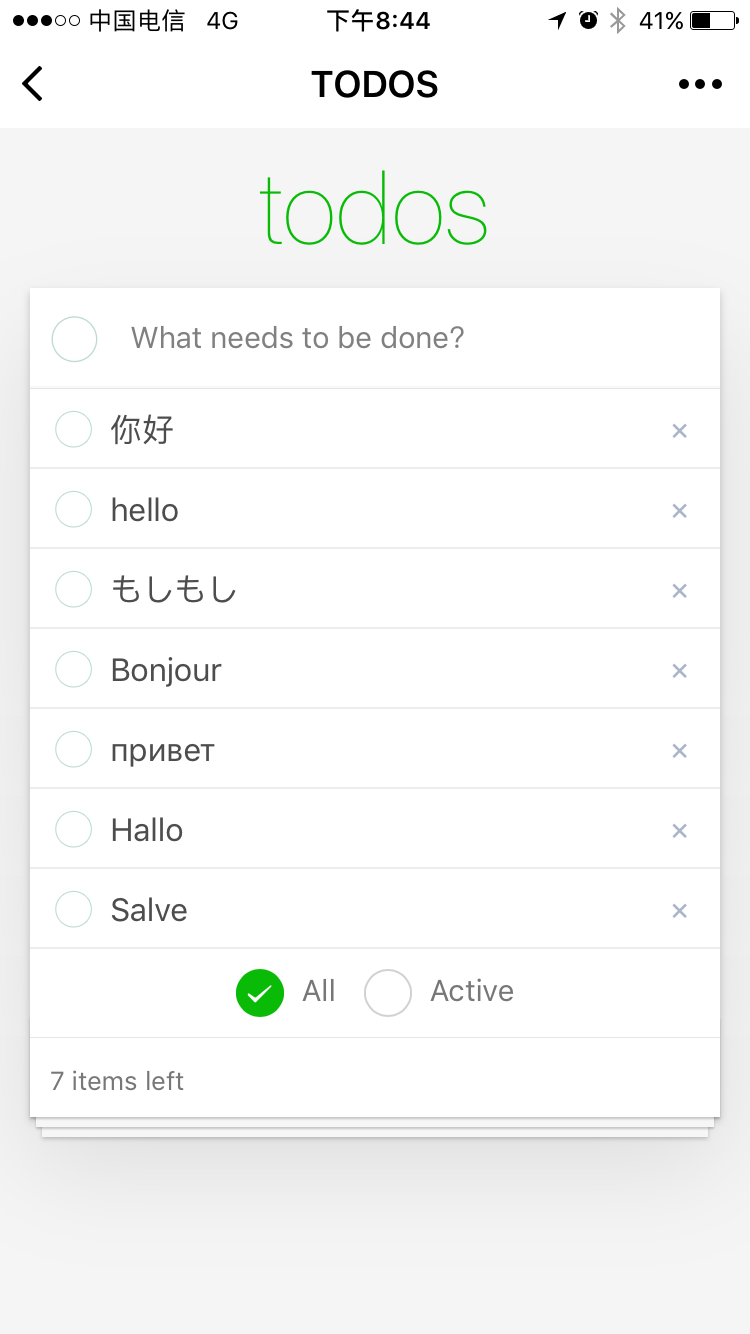 中国电信 4G 下午8:44 41%
TODOS
todos
What needs to be done?
你好
hello
もしもし
Bonjour
привет
Hallo
Salve
All Active
7 items left